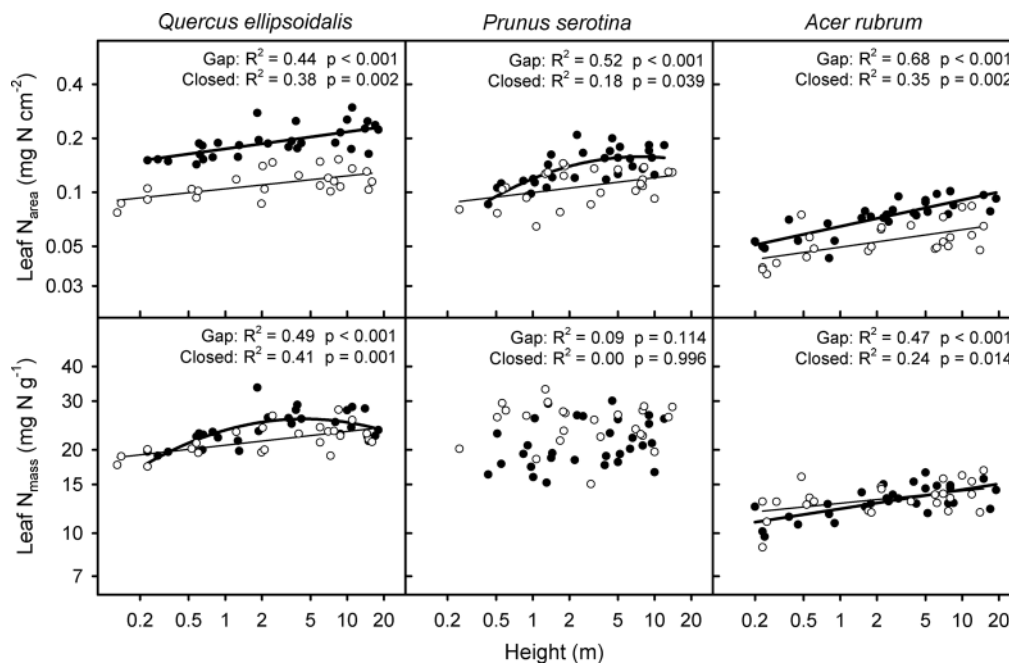 Quercus ellipsoidalis Prunus serotina Acer rubrum
Gap: R² = 0.44 p < 0.001
Closed: R² = 0.38 p = 0.002
Gap: R² = 0.52 p < 0.001
Closed: R² = 0.18 p = 0.039
Gap: R² = 0.68 p < 0.001
Closed: R² = 0.35 p = 0.002
Leaf N_area (mg N cm⁻²)
0.4
0.2
0.1
0.05
0.03
Gap: R² = 0.49 p < 0.001
Closed: R² = 0.41 p = 0.001
Gap: R² = 0.09 p = 0.114
Closed: R² = 0.00 p = 0.996
Gap: R² = 0.47 p < 0.001
Closed: R² = 0.24 p = 0.014
Leaf N_mass (mg N g⁻¹)
40
30
20
15
10
7
0.2 0.5 1 2 5 10 20 0.2 0.5 1 2 5 10 20 0.2 0.5 1 2 5 10 20
Height (m)